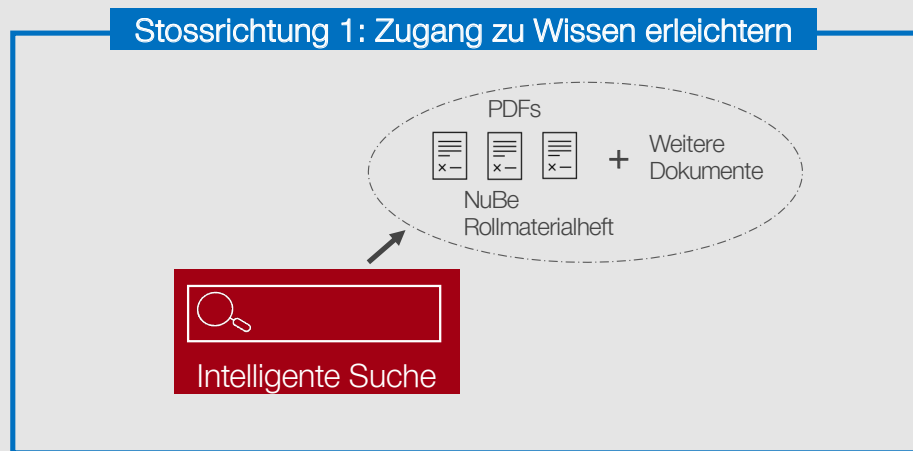 Stossrichtung 1: Zugang zu Wissen erleichtern
PDFs
+
Weitere
Dokumente
NuBe
Rollmaterialheft
Intelligente Suche